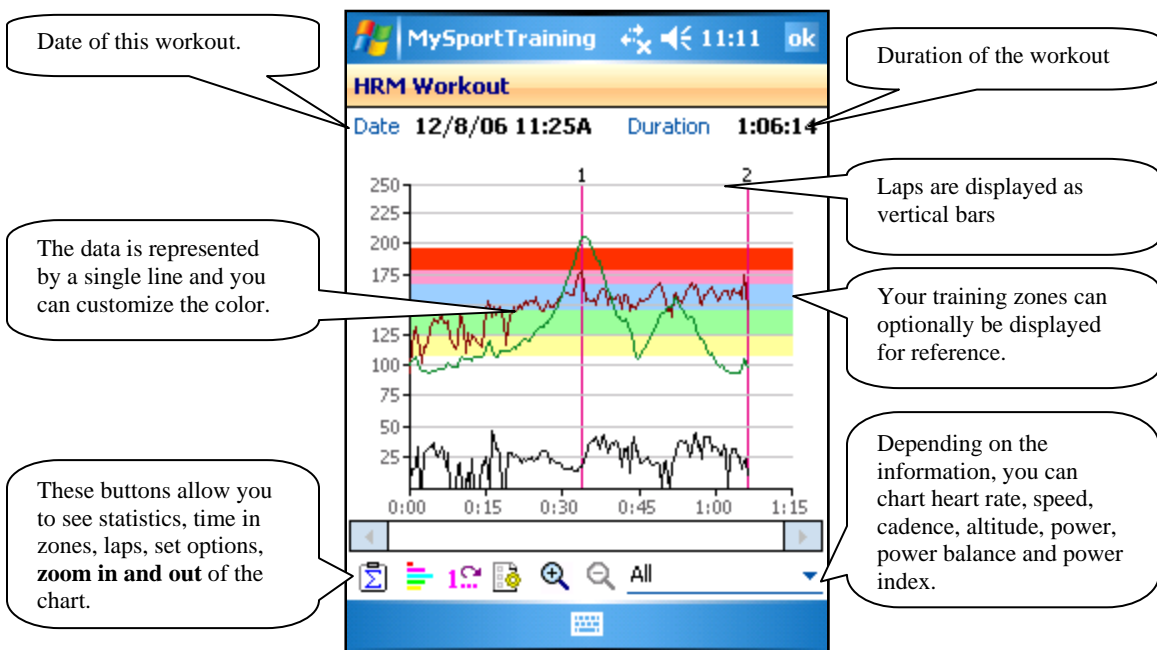 Date of this workout.
MySportTraining 11:11 ok
Duration of the workout
HRM Workout
Date 12/8/06 11:25A Duration 1:06:14
1 2
Laps are displayed as
vertical bars
250
225
200
175
125
100
75
50
25
0:00 0:15 0:30 0:45 1:00 1:15
The data is represented
by a single line and you
can customize the color.
Your training zones can
optionally be displayed
for reference.
These buttons allow you
to see statistics, time in
zones, laps, set options,
zoom in and out of the
chart.
Depending on the
information, you can
chart heart rate, speed,
cadence, altitude, power,
power balance and power
index.
Σ 1... All